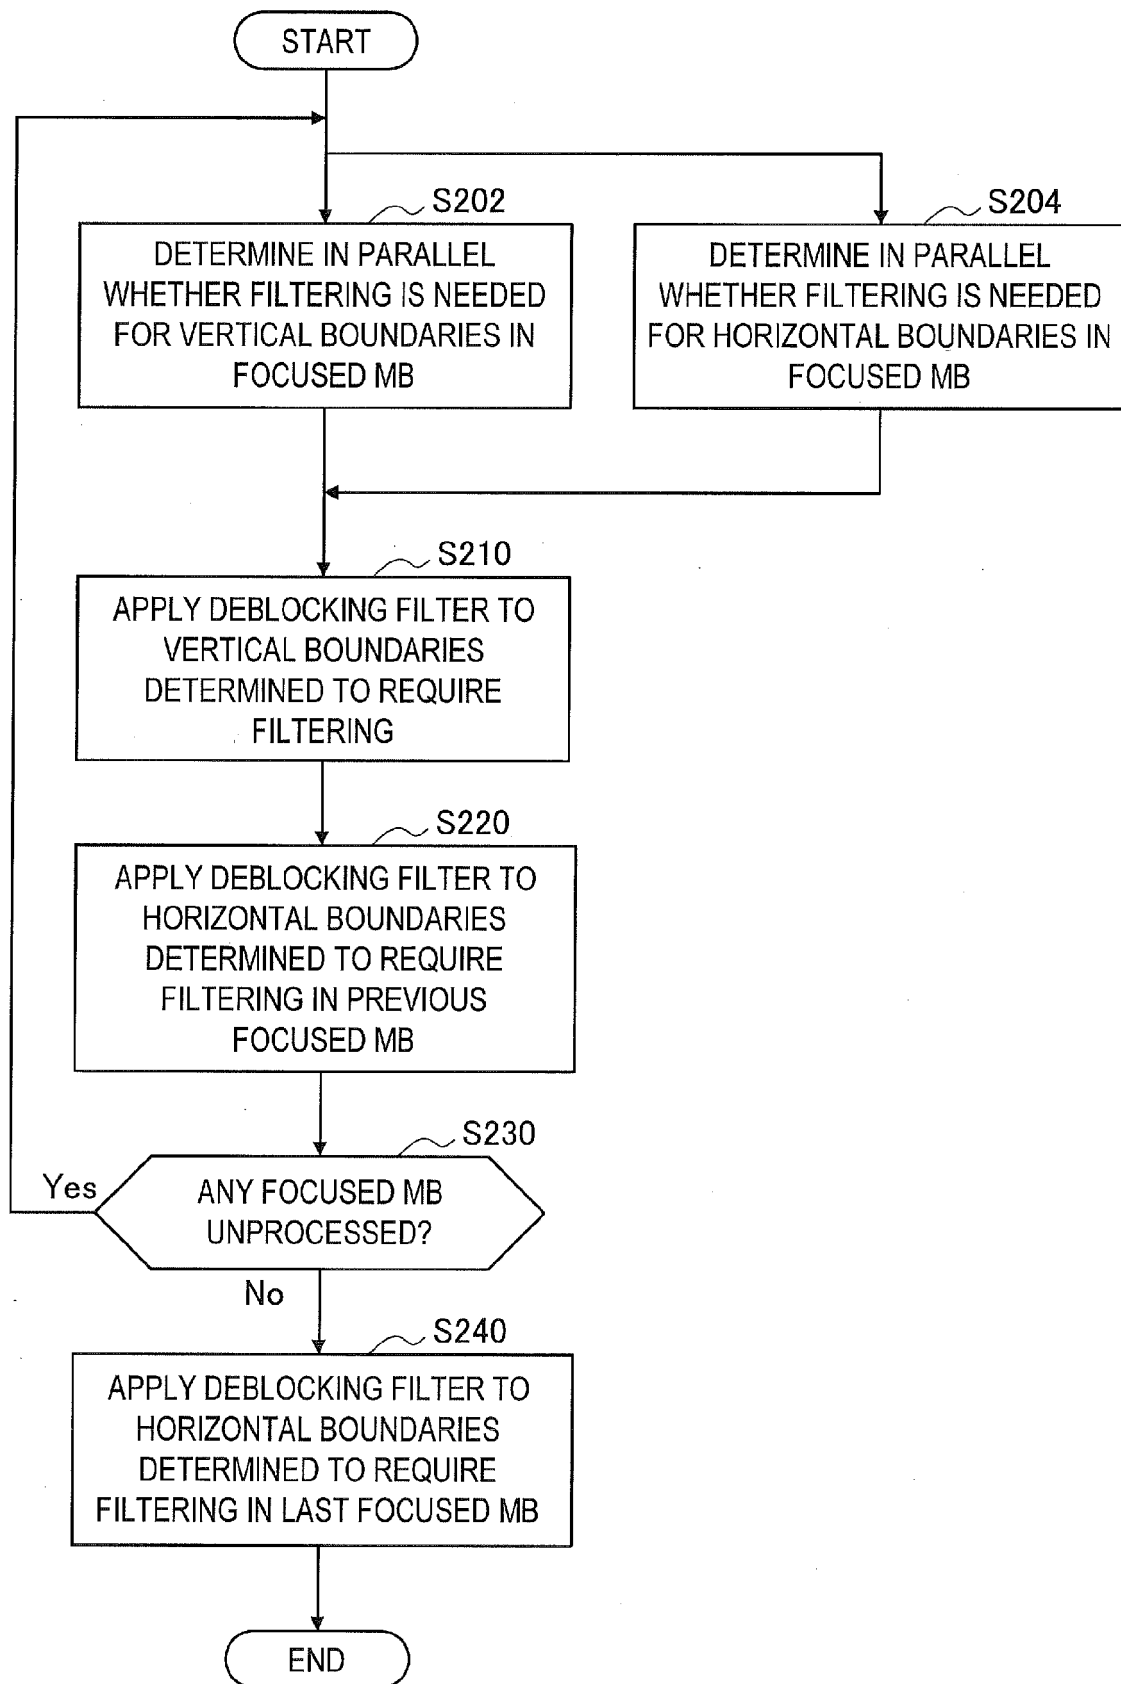 START
S202
DETERMINE IN PARALLEL
WHETHER FILTERING IS NEEDED
FOR VERTICAL BOUNDARIES IN
FOCUSED MB
S204
DETERMINE IN PARALLEL
WHETHER FILTERING IS NEEDED
FOR HORIZONTAL BOUNDARIES IN
FOCUSED MB
S210
APPLY DEBLOCKING FILTER TO
VERTICAL BOUNDARIES
DETERMINED TO REQUIRE
FILTERING
S220
APPLY DEBLOCKING FILTER TO
HORIZONTAL BOUNDARIES
DETERMINED TO REQUIRE
FILTERING IN PREVIOUS
FOCUSED MB
S230
Yes
ANY FOCUSED MB
UNPROCESSED?
No
S240
APPLY DEBLOCKING FILTER TO
HORIZONTAL BOUNDARIES
DETERMINED TO REQUIRE
FILTERING IN LAST FOCUSED MB
END